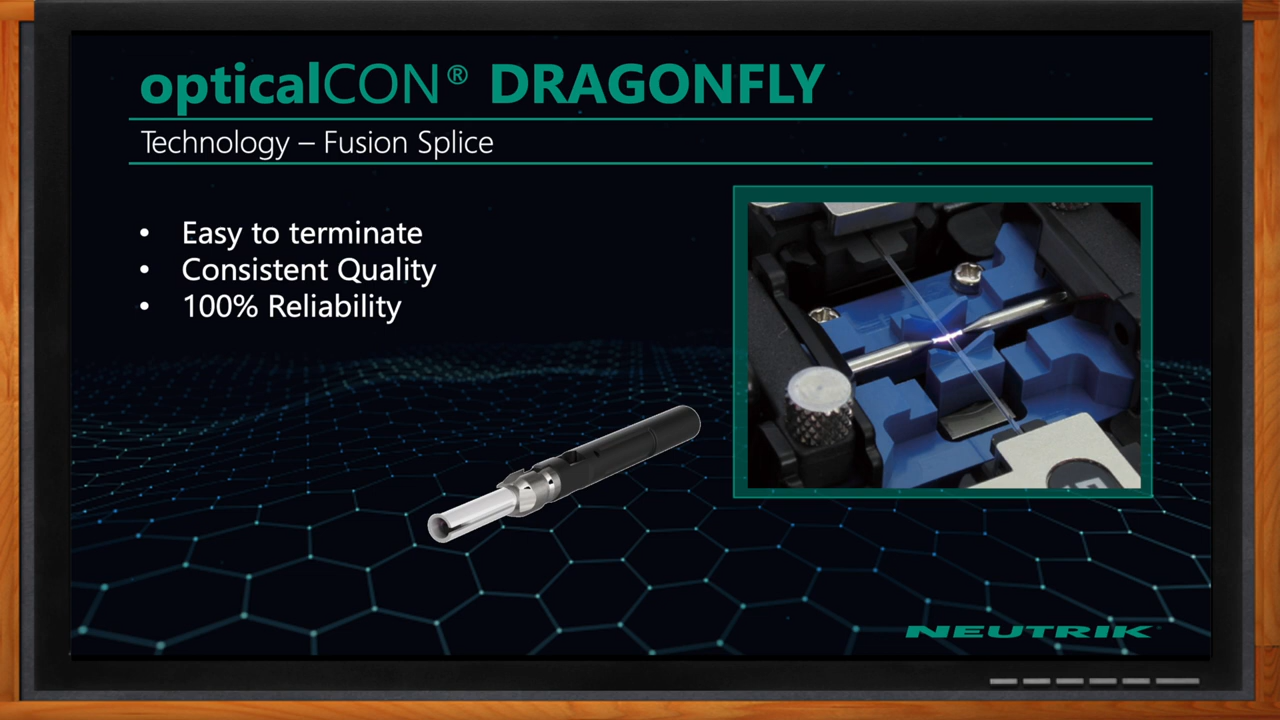 opticalCON® DRAGONFLY
Technology – Fusion Splice
• Easy to terminate
• Consistent Quality
• 100% Reliability
NEUTRIK